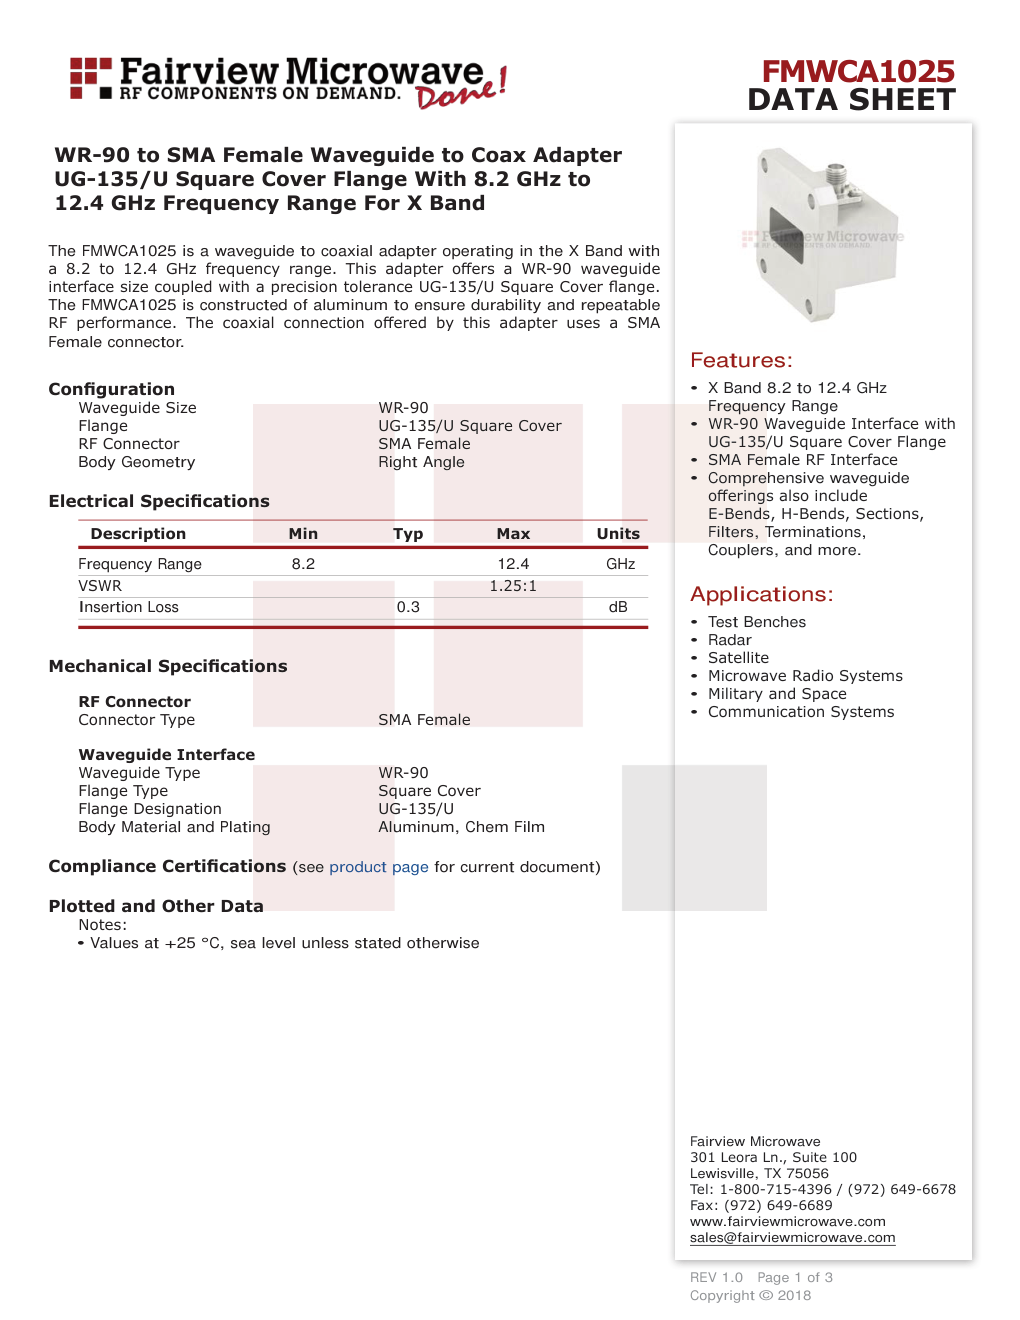 Fairview Microwave
RF COMPONENTS ON DEMAND. Done!
FMWCA1025
DATA SHEET
WR-90 to SMA Female Waveguide to Coax Adapter
UG-135/U Square Cover Flange With 8.2 GHz to
12.4 GHz Frequency Range For X Band
The FMWCA1025 is a waveguide to coaxial adapter operating in the X Band with
a 8.2 to 12.4 GHz frequency range. This adapter offers a WR-90 waveguide
interface size coupled with a precision tolerance UG-135/U Square Cover flange.
The FMWCA1025 is constructed of aluminum to ensure durability and repeatable
RF performance. The coaxial connection offered by this adapter uses a SMA
Female connector.
Configuration
Waveguide Size WR-90
Flange UG-135/U Square Cover
RF Connector SMA Female
Body Geometry Right Angle
Electrical Specifications
Description Min Typ Max Units
Frequency Range 8.2 12.4 GHz
VSWR 1.25:1
Insertion Loss 0.3 dB
Mechanical Specifications
RF Connector
Connector Type SMA Female
Waveguide Interface
Waveguide Type WR-90
Flange Type Square Cover
Flange Designation UG-135/U
Body Material and Plating Aluminum, Chem Film
Compliance Certifications (see product page for current document)
Plotted and Other Data
Notes:
• Values at +25 °C, sea level unless stated otherwise
Fairview Microwave
RF COMPONENTS ON DEMAND.
Features:
• X Band 8.2 to 12.4 GHz
Frequency Range
• WR-90 Waveguide Interface with
UG-135/U Square Cover Flange
• SMA Female RF Interface
• Comprehensive waveguide
offerings also include
E-Bends, H-Bends, Sections,
Filters, Terminations,
Couplers, and more.
Applications:
• Test Benches
• Radar
• Satellite
• Microwave Radio Systems
• Military and Space
• Communication Systems
Fairview Microwave
301 Leora Ln., Suite 100
Lewisville, TX 75056
Tel: 1-800-715-4396 / (972) 649-6678
Fax: (972) 649-6689
www.fairviewmicrowave.com
sales@fairviewmicrowave.com
REV 1.0 Page 1 of 3
Copyright © 2018